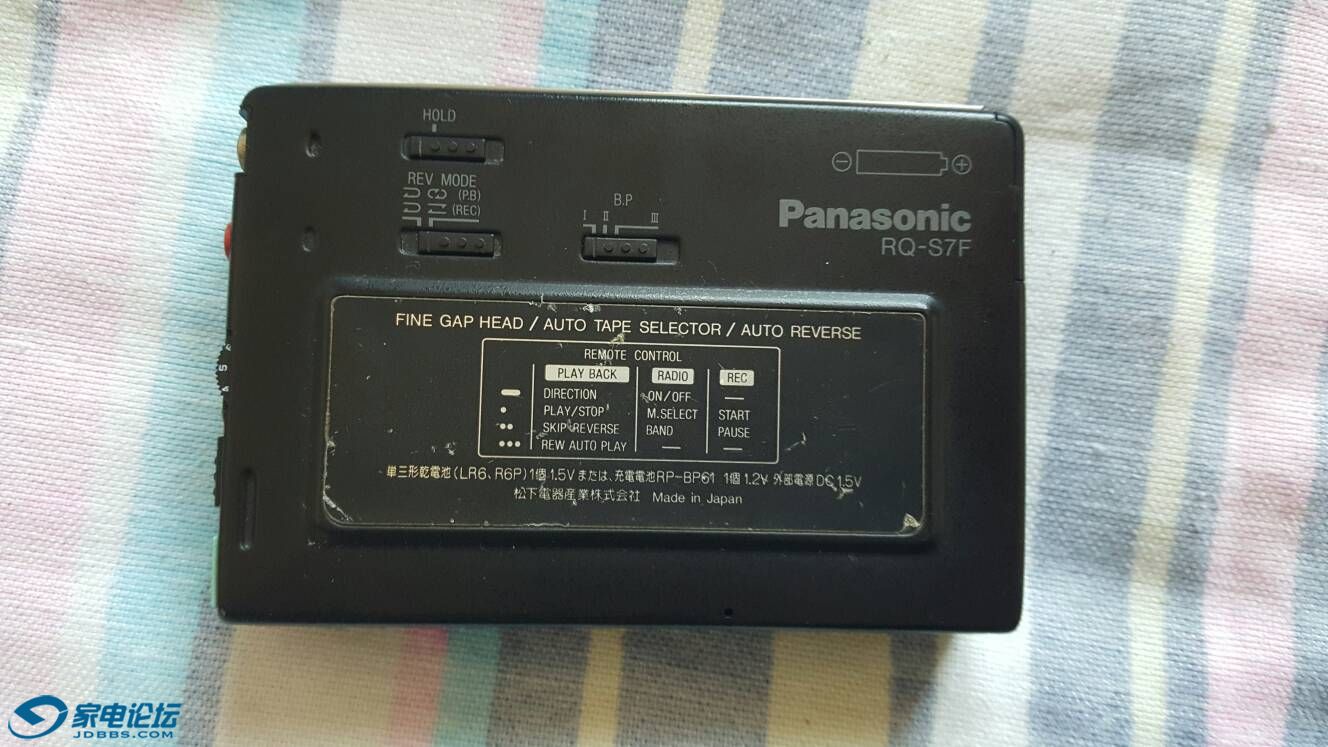 HOLD
REV MODE
(P.B)
(REC)
B.P
I II III
⊖ ⊕
Panasonic
RQ-S7F
FINE GAP HEAD / AUTO TAPE SELECTOR / AUTO REVERSE
REMOTE CONTROL
PLAY BACK RADIO REC
DIRECTION ON/OFF —
PLAY/STOP M.SELECT START
SKIP REVERSE BAND PAUSE
REW AUTO PLAY — —
単三形乾電池(LR6、R6P)1個1.5Vまたは、充電電池RP-BP61 1個1.2V 外部電源DC1.5V
松下電器産業株式会社 Made in Japan
家电论坛
JDBBS.COM